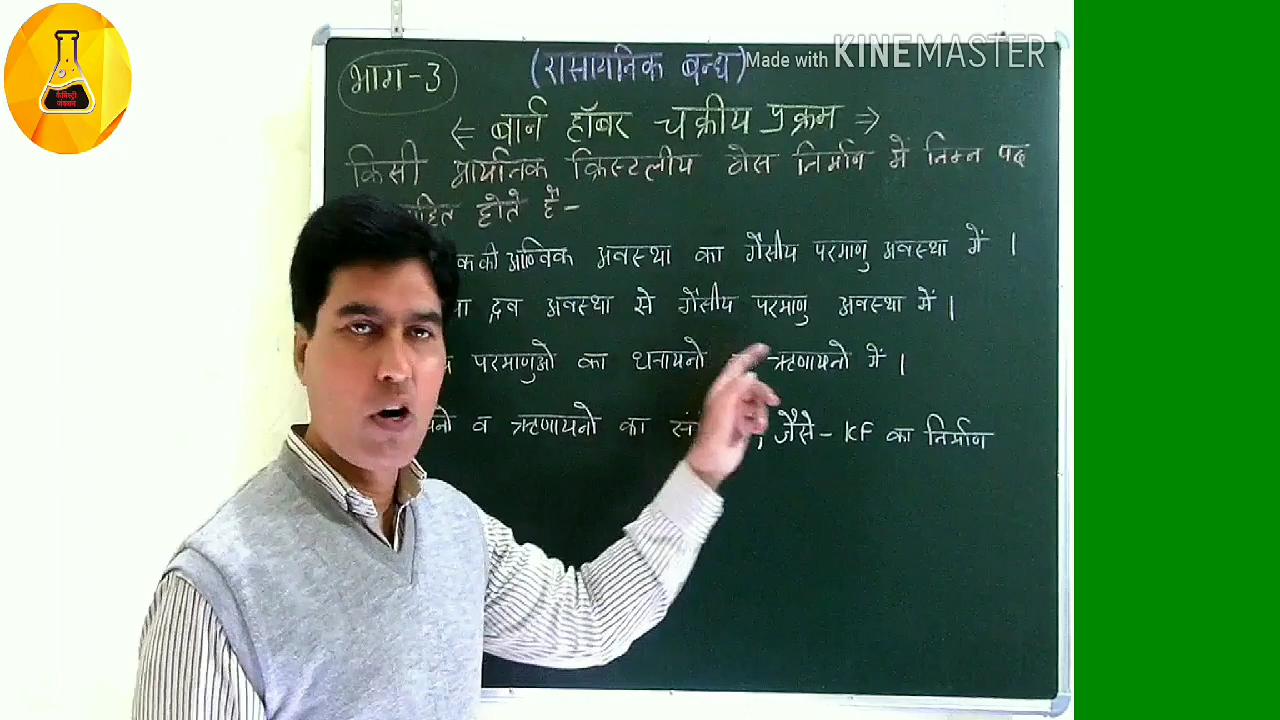 कैमिस्ट्री जंक्शन
Made with KINEMASTER
भाग-3
(रासायनिक बन्ध)
⇐ बार्न हॉबर चक्रीय प्रक्रम ⇒
किसी क्रिस्टलीय गैस निर्माण में निम्न पद
होते है-
की आण्विक अवस्था का गैसीय परमाणु अवस्था में ।
द्रव अवस्था से गैसीय परमाणु अवस्था में ।
परमाणुओ का धनायनो ऋणायनो में ।
व ऋणायनो का जैसे- KF का निर्माण